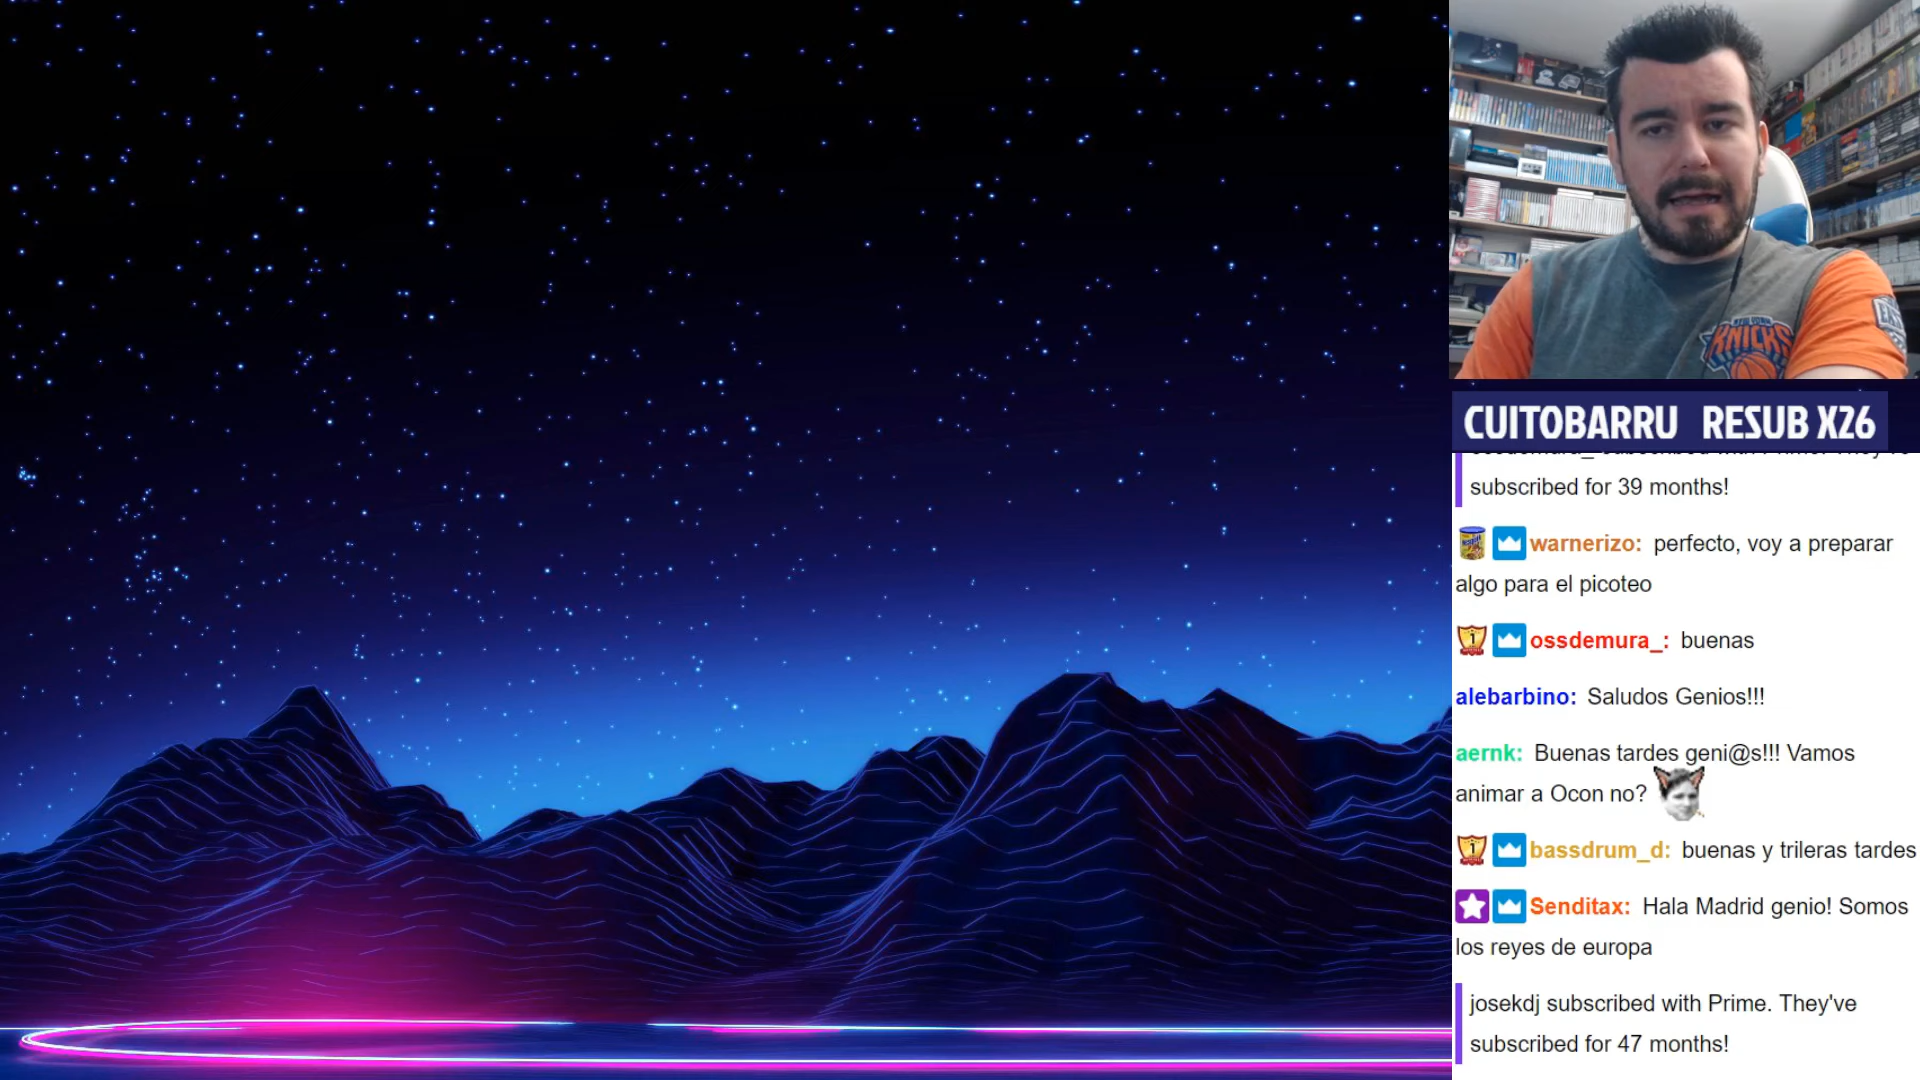 KNICKS
CUITOBARRU RESUB X26
subscribed for 39 months!
warnerizo: perfecto, voy a preparar
algo para el picoteo
ossdemura_: buenas
alebarbino: Saludos Genios!!!
aernk: Buenas tardes geni@s!!! Vamos
animar a Ocon no?
bassdrum_d: buenas y trileras tardes
Senditax: Hala Madrid genio! Somos
los reyes de europa
josekdj subscribed with Prime. They've
subscribed for 47 months!